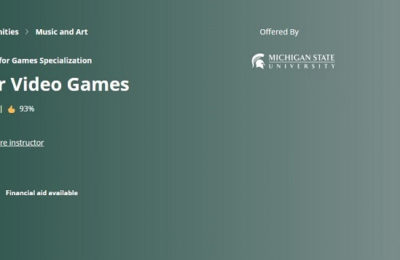 nities > Music and Art
Offered By
for Games Specialization
MICHIGAN STATE
UNIVERSITY
r Video Games
| 93%
re instructor
Financial aid available